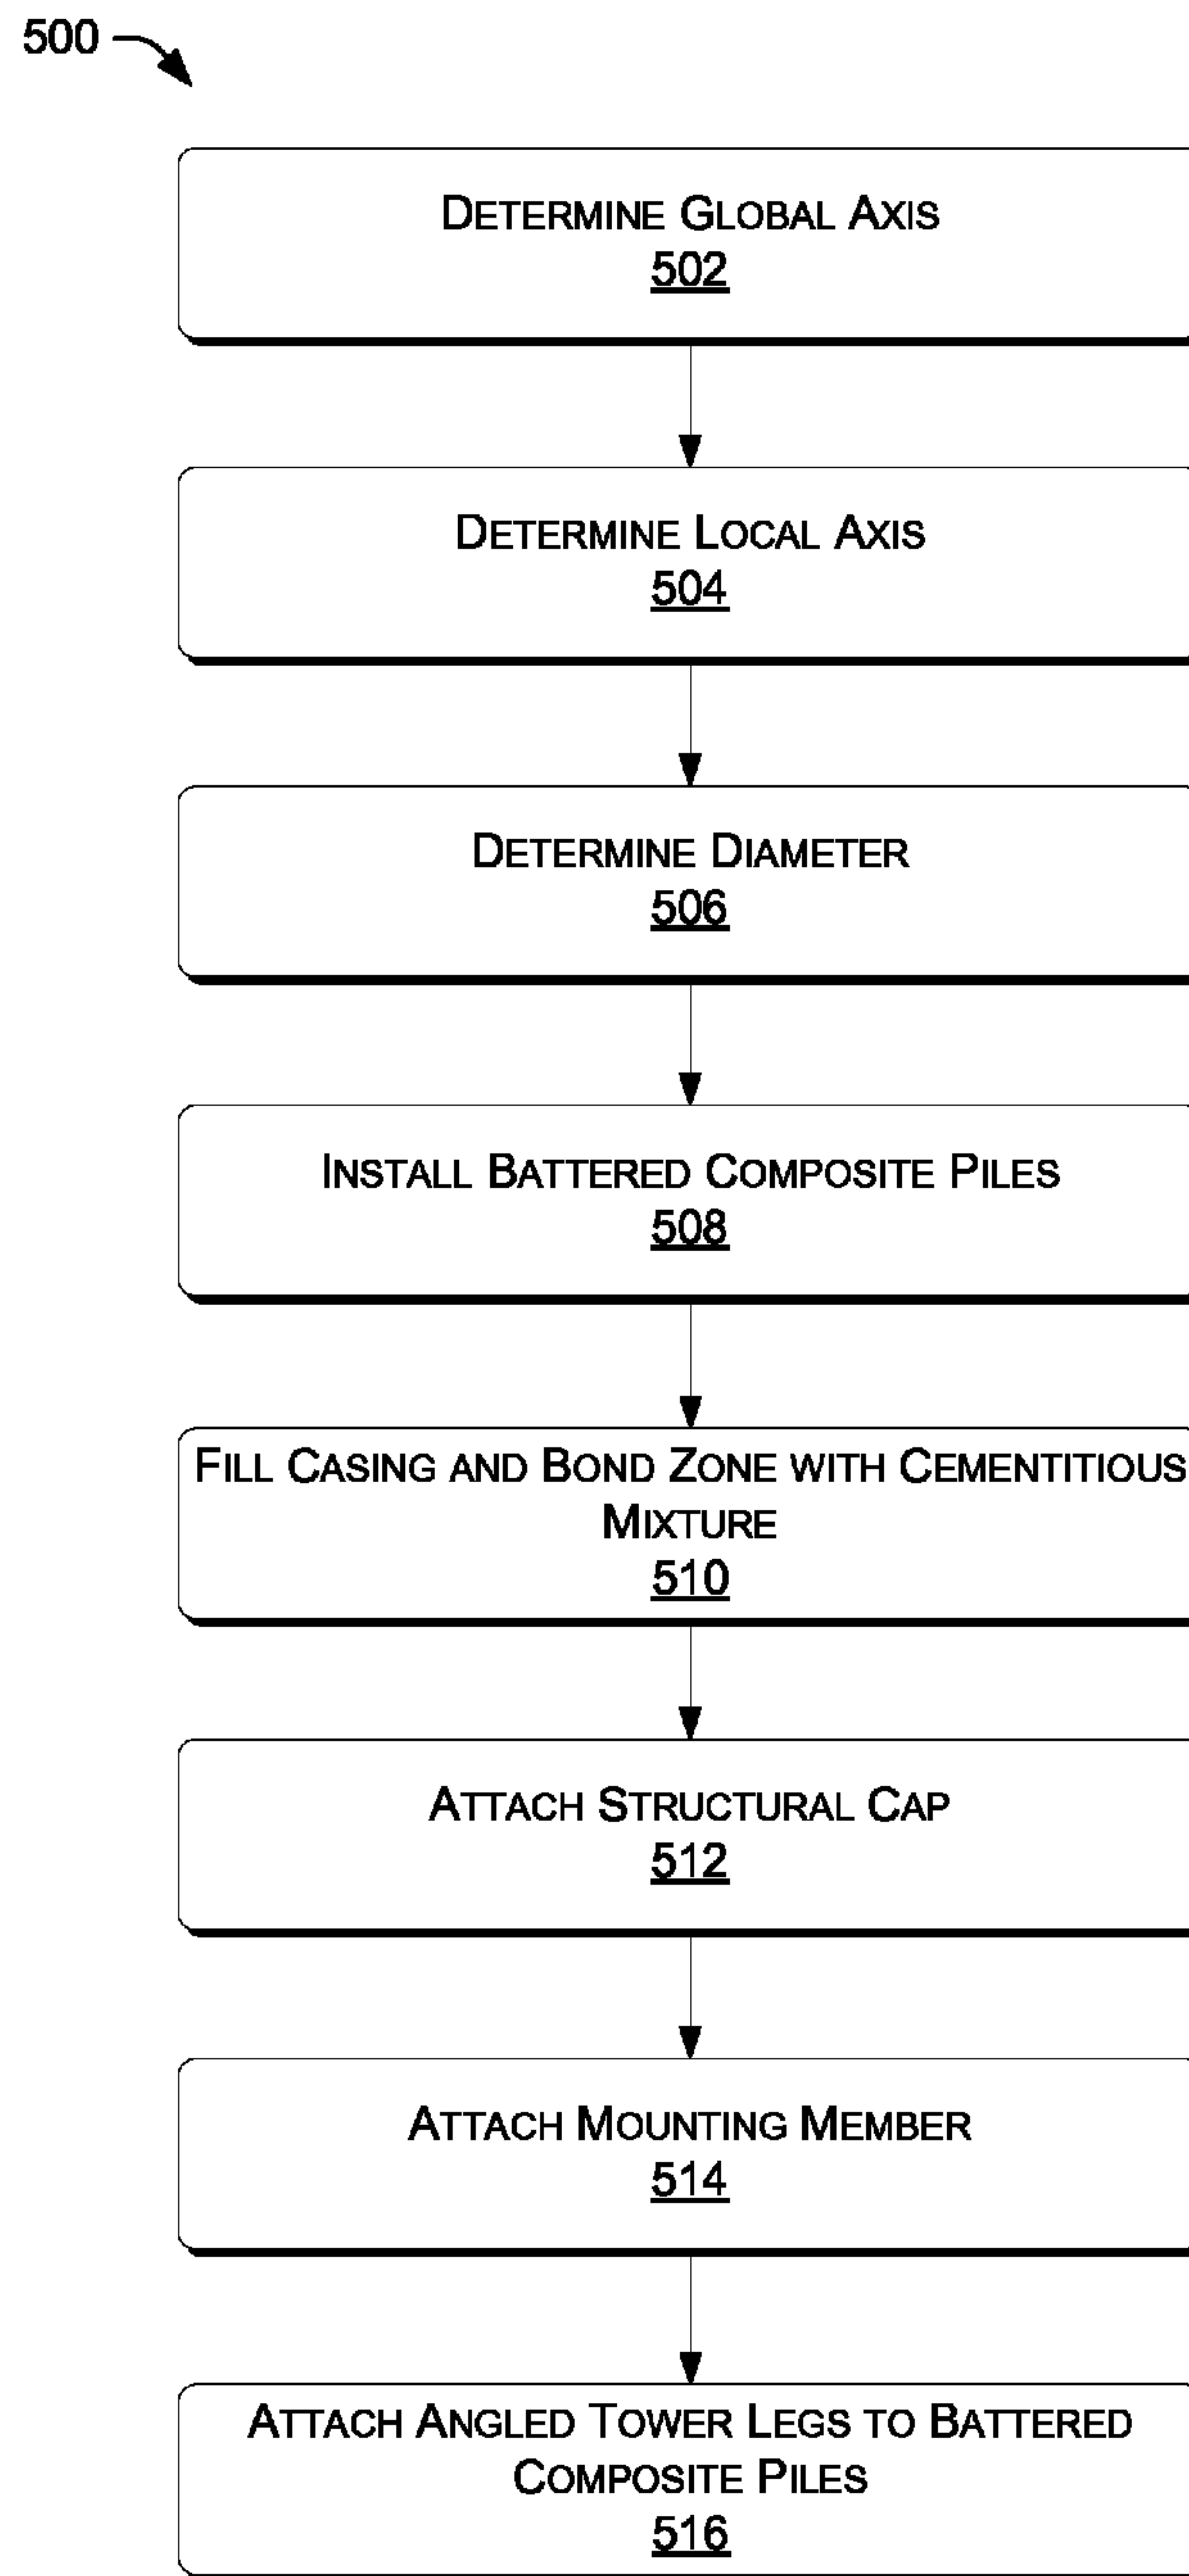 500
DETERMINE GLOBAL AXIS
502
DETERMINE LOCAL AXIS
504
DETERMINE DIAMETER
506
INSTALL BATTERED COMPOSITE PILES
508
FILL CASING AND BOND ZONE WITH CEMENTITIOUS
MIXTURE
510
ATTACH STRUCTURAL CAP
512
ATTACH MOUNTING MEMBER
514
ATTACH ANGLED TOWER LEGS TO BATTERED
COMPOSITE PILES
516